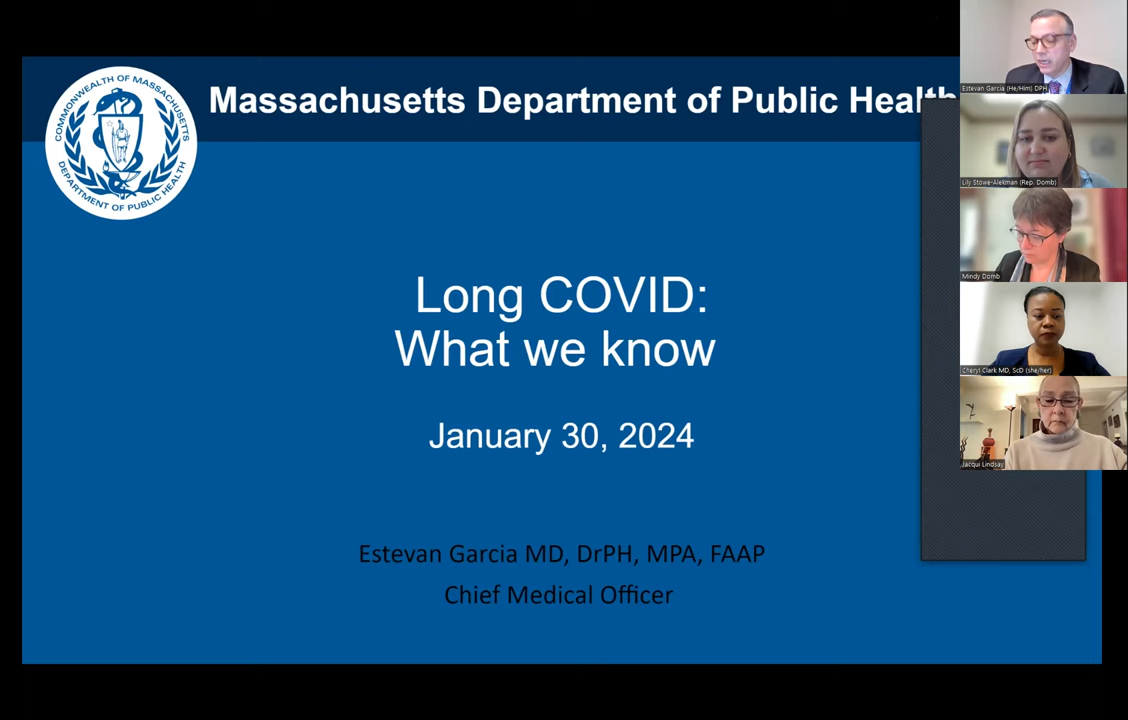 COMMONWEALTH OF MASSACHUSETTS
DEPARTMENT OF PUBLIC HEALTH
Massachusetts Department of Public Health
Long COVID:
What we know
January 30, 2024
Estevan Garcia MD, DrPH, MPA, FAAP
Chief Medical Officer
Estevan Garcia (He/Him) DPH
Lily Stowe-Alekman (Rep. Domb)
Mindy Domb
Cheryl Clark MD, ScD (she/her)
Jacqui Lindsay